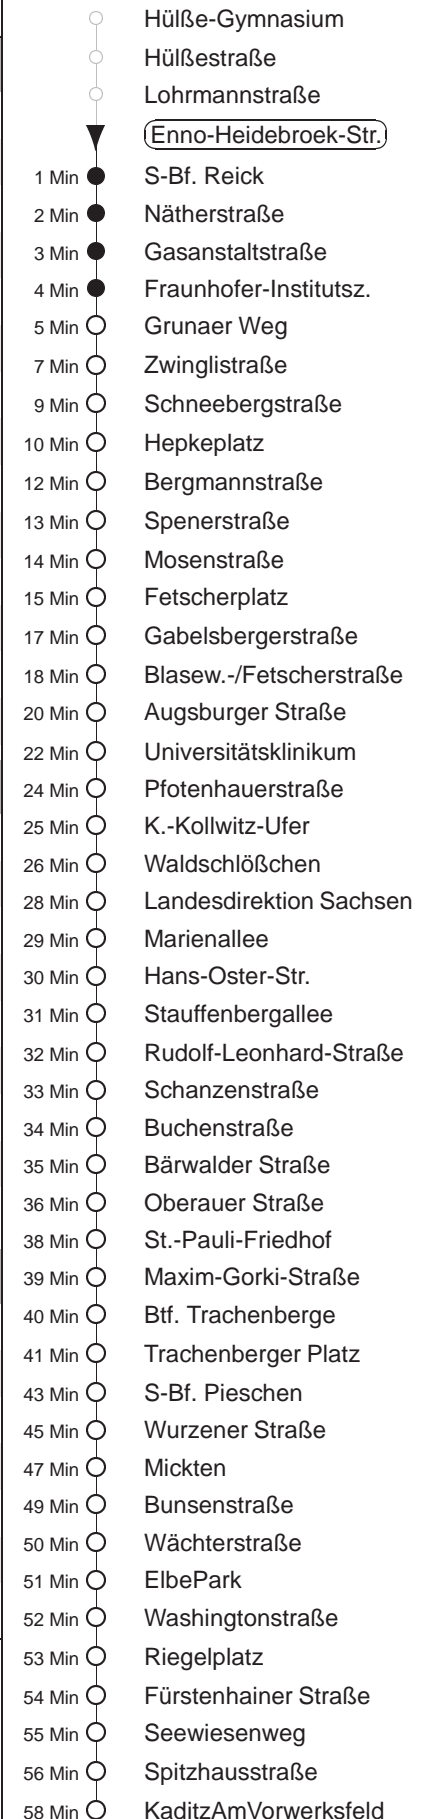 Hülße-Gymnasium
Hülßestraße
Lohrmannstraße
Enno-Heidebroek-Str.
1 Min S-Bf. Reick
2 Min Nätherstraße
3 Min Gasanstaltstraße
4 Min Fraunhofer-Institutsz.
5 Min Grunaer Weg
7 Min Zwinglistraße
9 Min Schneebergstraße
10 Min Hepkeplatz
12 Min Bergmannstraße
13 Min Spenerstraße
14 Min Mosenstraße
15 Min Fetscherplatz
17 Min Gabelsbergerstraße
18 Min Blasew.-/Fetscherstraße
20 Min Augsburger Straße
22 Min Universitätsklinikum
24 Min Pfotenhauerstraße
25 Min K.-Kollwitz-Ufer
26 Min Waldschlößchen
28 Min Landesdirektion Sachsen
29 Min Marienallee
30 Min Hans-Oster-Str.
31 Min Stauffenbergallee
32 Min Rudolf-Leonhard-Straße
33 Min Schanzenstraße
34 Min Buchenstraße
35 Min Bärwalder Straße
36 Min Oberauer Straße
38 Min St.-Pauli-Friedhof
39 Min Maxim-Gorki-Straße
40 Min Btf. Trachenberge
41 Min Trachenberger Platz
43 Min S-Bf. Pieschen
45 Min Wurzener Straße
47 Min Mickten
49 Min Bunsenstraße
50 Min Wächterstraße
51 Min ElbePark
52 Min Washingtonstraße
53 Min Riegelplatz
54 Min Fürstenhainer Straße
55 Min Seewiesenweg
56 Min Spitzhausstraße
58 Min KaditzAmVorwerksfeld